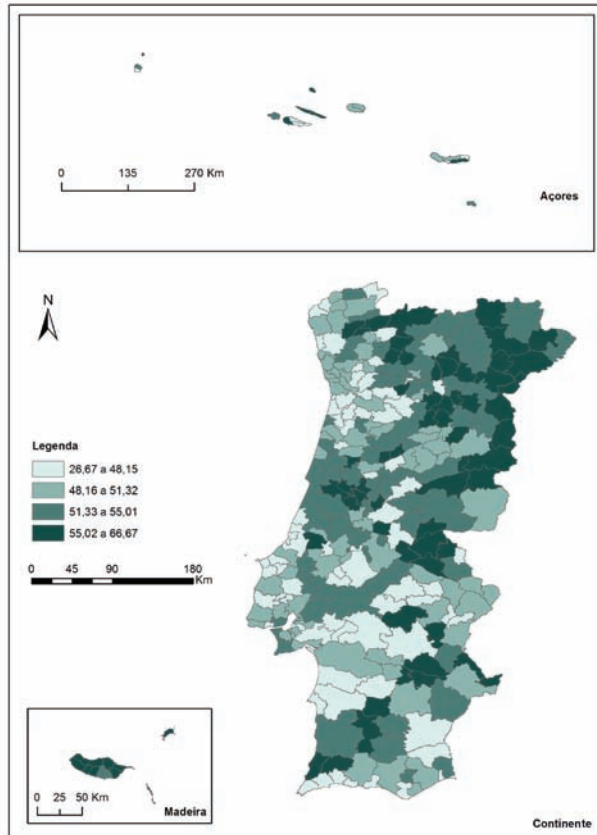 0 135 270 Km
Açores
N
Legenda
26,67 a 48,15
48,16 a 51,32
51,33 a 55,01
55,02 a 66,67
0 45 90 180
Km
0 25 50 Km
Madeira
Continente